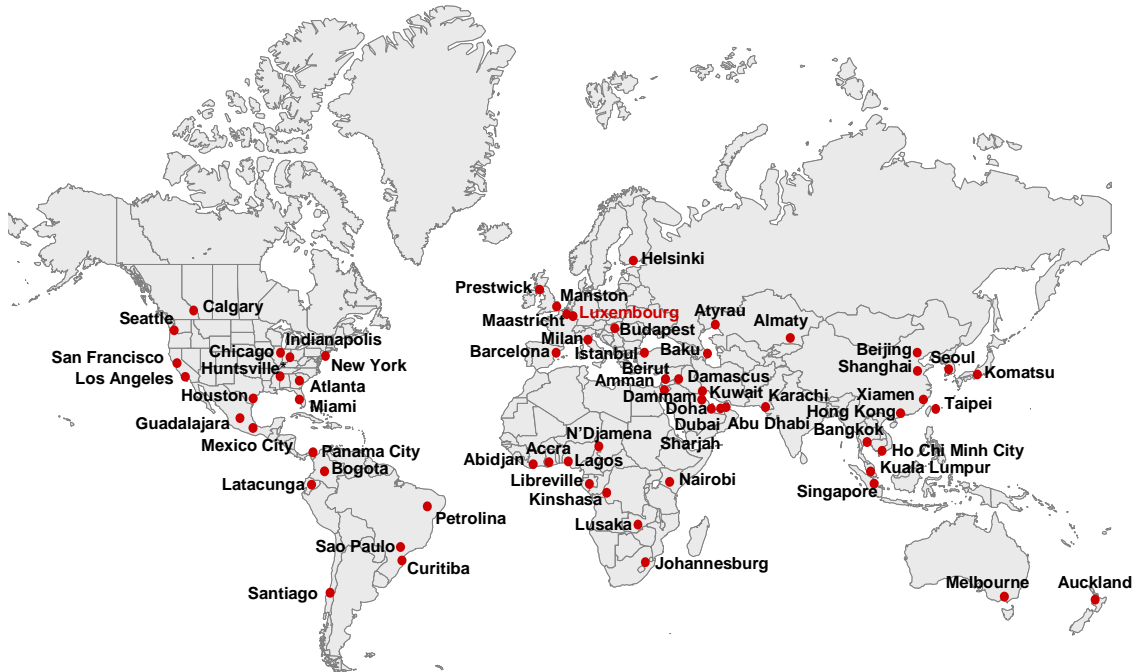 Helsinki
Prestwick
Manston
Luxembourg
Maastricht
Calgary
Seattle
Atyrau
Almaty
Budapest
Milan
Indianapolis
Chicago
Barcelona
Istanbul
Baku
Beijing
Seoul
San Francisco
New York
Huntsville*
Shanghai
Komatsu
Los Angeles
Beirut
Damascus
Amman
Atlanta
Houston
Miami
Dammam
Kuwait
Karachi
Xiamen
Taipei
Doha
Abu Dhabi
Hong Kong
Guadalajara
Dubai
Bangkok
Mexico City
N'Djamena
Sharjah
Accra
Ho Chi Minh City
Panama City
Abidjan
Lagos
Bogota
Kuala Lumpur
Latacunga
Libreville
Nairobi
Singapore
Kinshasa
Petrolina
Lusaka
Sao Paulo
Curitiba
Johannesburg
Santiago
Melbourne
Auckland